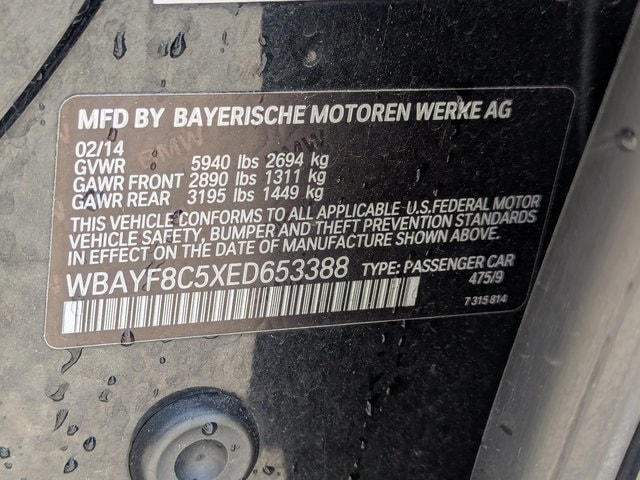 MFD BY BAYERISCHE MOTOREN WERKE AG
02/14
GVWR 5940 lbs 2694 kg
GAWR FRONT 2890 lbs 1311 kg
GAWR REAR 3195 lbs 1449 kg
THIS VEHICLE CONFORMS TO ALL APPLICABLE U.S.FEDERAL MOTOR
VEHICLE SAFETY, BUMPER AND THEFT PREVENTION STANDARDS
IN EFFECT ON THE DATE OF MANUFACTURE SHOWN ABOVE.
WBAYF8C5XED653388 TYPE: PASSENGER CAR
475/9
7 315 814